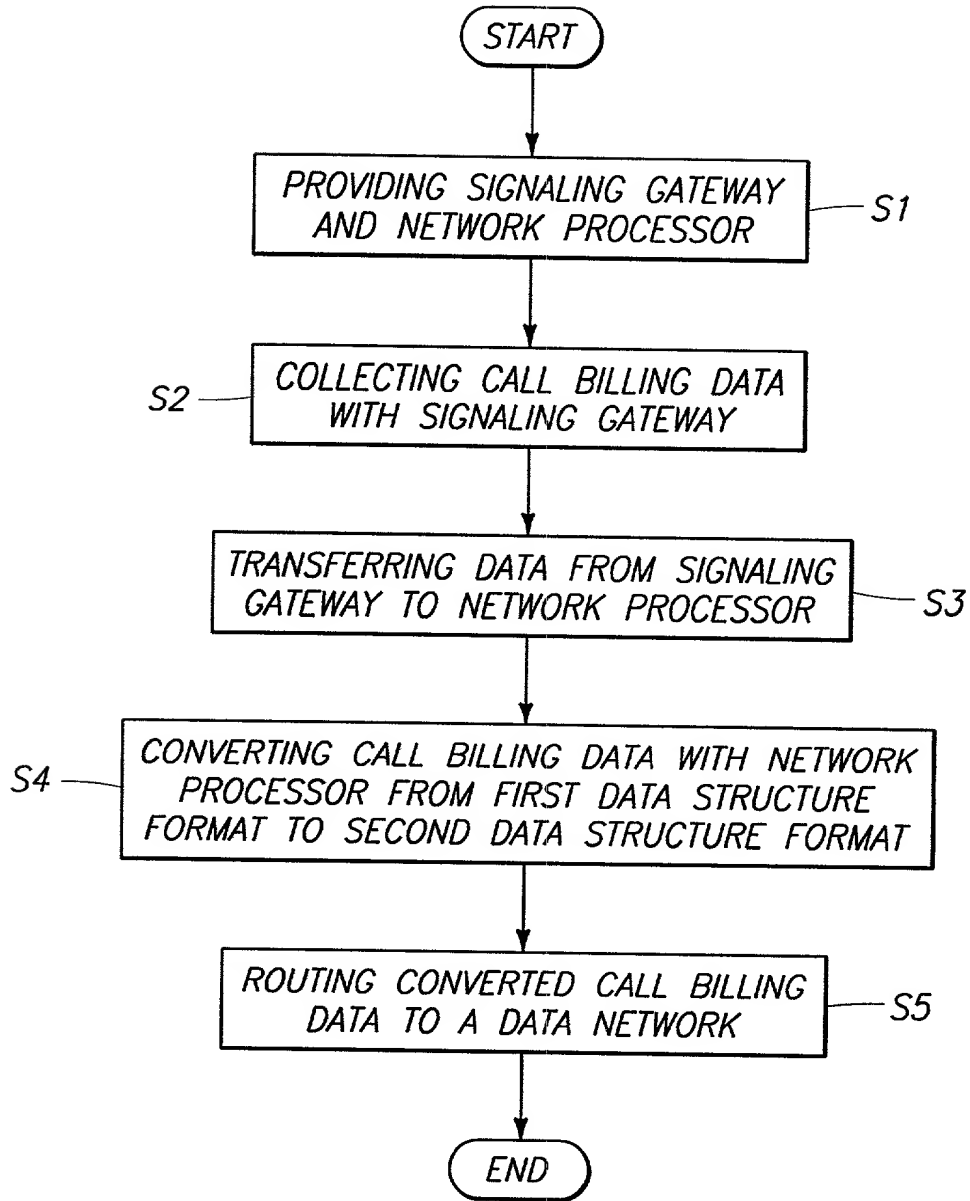 START
PROVIDING SIGNALING GATEWAY
AND NETWORK PROCESSOR
S1
COLLECTING CALL BILLING DATA
WITH SIGNALING GATEWAY
S2
TRANSFERRING DATA FROM SIGNALING
GATEWAY TO NETWORK PROCESSOR
S3
CONVERTING CALL BILLING DATA WITH NETWORK
PROCESSOR FROM FIRST DATA STRUCTURE
FORMAT TO SECOND DATA STRUCTURE FORMAT
S4
ROUTING CONVERTED CALL BILLING
DATA TO A DATA NETWORK
S5
END